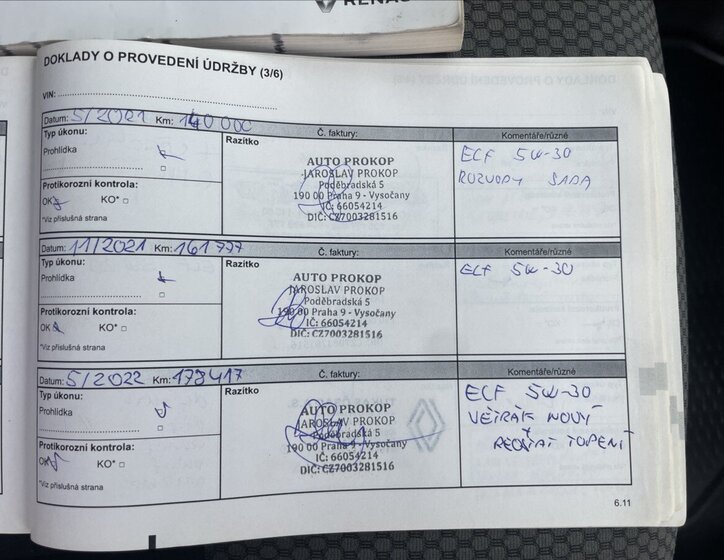 RENAU
DOKLADY O PROVEDENÍ ÚDRŽBY (3/6)
VIN:
Datum: 5/2021 Km: 140 000
Typ úkonu: Č. faktury: Komentáře/různé
Prohlídka Razítko
AUTO PROKOP
JAROSLAV PROKOP
Poděbradská 5
190 00 Praha 9 - Vysočany
IČ: 66054214
DIČ: CZ7003281516
ECF 5W-30
ROZVODY SADA
Protikorozní kontrola:
OK KO* □
*Viz příslušná strana
Datum: 11/2021 Km: 161 777
Typ úkonu: Č. faktury: Komentáře/různé
Prohlídka Razítko
AUTO PROKOP
JAROSLAV PROKOP
Poděbradská 5
190 00 Praha 9 - Vysočany
IČ: 66054214
DIČ: CZ7003281516
ECF 5W-30
Protikorozní kontrola:
OK KO* □
*Viz příslušná strana
Datum: 5/2022 Km: 178417
Typ úkonu: Č. faktury: Komentáře/různé
Prohlídka Razítko
AUTO PROKOP
JAROSLAV PROKOP
Poděbradská 5
190 00 Praha 9 - Vysočany
IČ: 66054214
DIČ: CZ7003281516
ECF 5W-30
VĚTRÁK NOVÝ
TOPENÍ
Protikorozní kontrola:
OK KO* □
*Viz příslušná strana
6.11